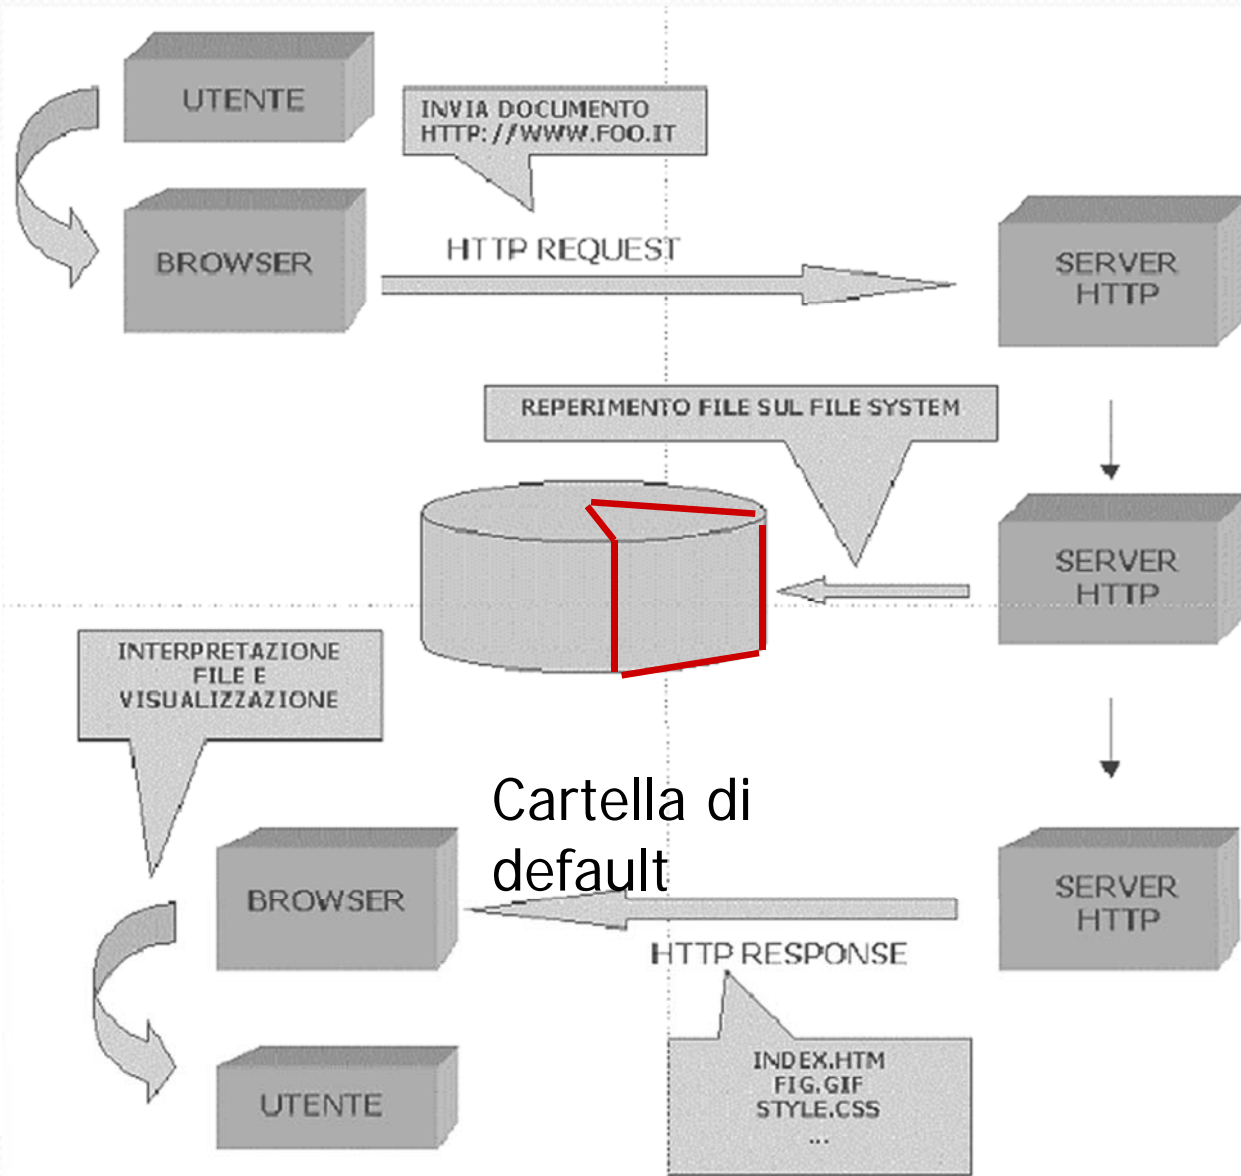 UTENTE
INVIA DOCUMENTO
HTTP://WWW.FOO.IT
BROWSER
HTTP REQUEST
SERVER
HTTP
REPERIMENTO FILE SUL FILE SYSTEM
SERVER
HTTP
INTERPRETAZIONE
FILE E
VISUALIZZAZIONE
Cartella di
default
BROWSER
SERVER
HTTP
HTTP RESPONSE
INDEX.HTM
FIG.GIF
STYLE.CSS
...
UTENTE